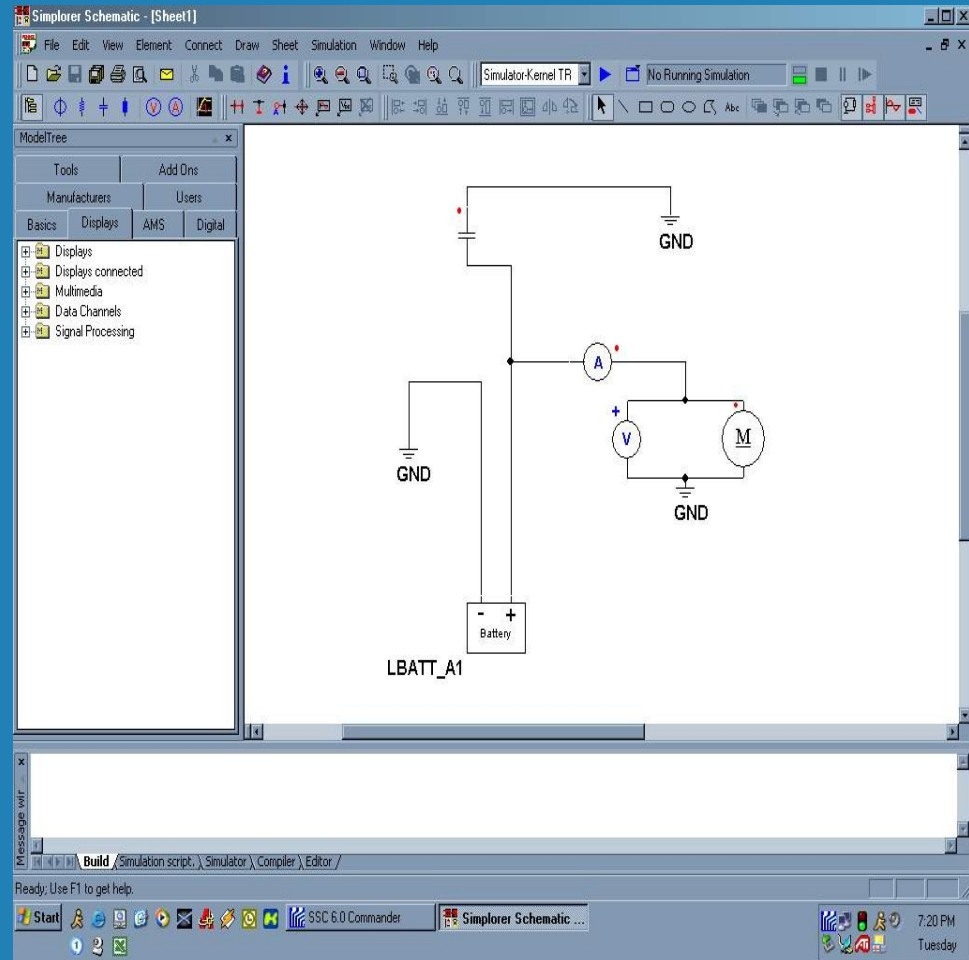 Simplorer Schematic - [Sheet1]
File Edit View Element Connect Draw Sheet Simulation Window Help
Simulator-Kernel TR No Running Simulation
Abc
ModelTree x
Tools Add Ons
Manufacturers Users
Basics Displays AMS Digital
Displays
Displays connected
Multimedia
Data Channels
Signal Processing
GND
A
GND
+
V
M
GND
- +
Battery
LBATT_A1
Message wir
Build Simulation script. Simulator Compiler Editor
Ready; Use F1 to get help.
Start SSC 6.0 Commander Simplorer Schematic ... 7:20 PM
Tuesday